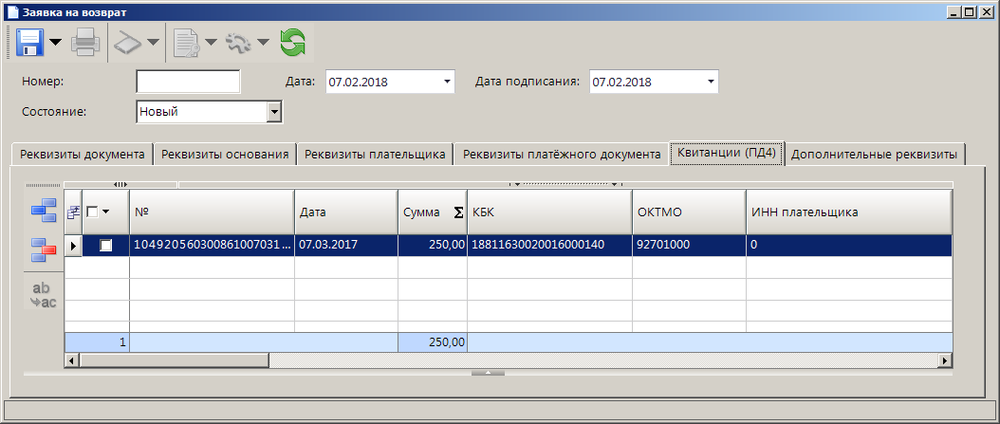 Заявка на возврат
Номер: Дата: 07.02.2018 Дата подписания: 07.02.2018
Состояние: Новый
Реквизиты документа Реквизиты основания Реквизиты плательщика Реквизиты платёжного документа Квитанции (ПД4) Дополнительные реквизиты
№ Дата Сумма Σ КБК ОКТМО ИНН плательщика
104920560300861007031... 07.03.2017 250,00 18811630020016000140 92701000 0
ab
ac
1 250,00